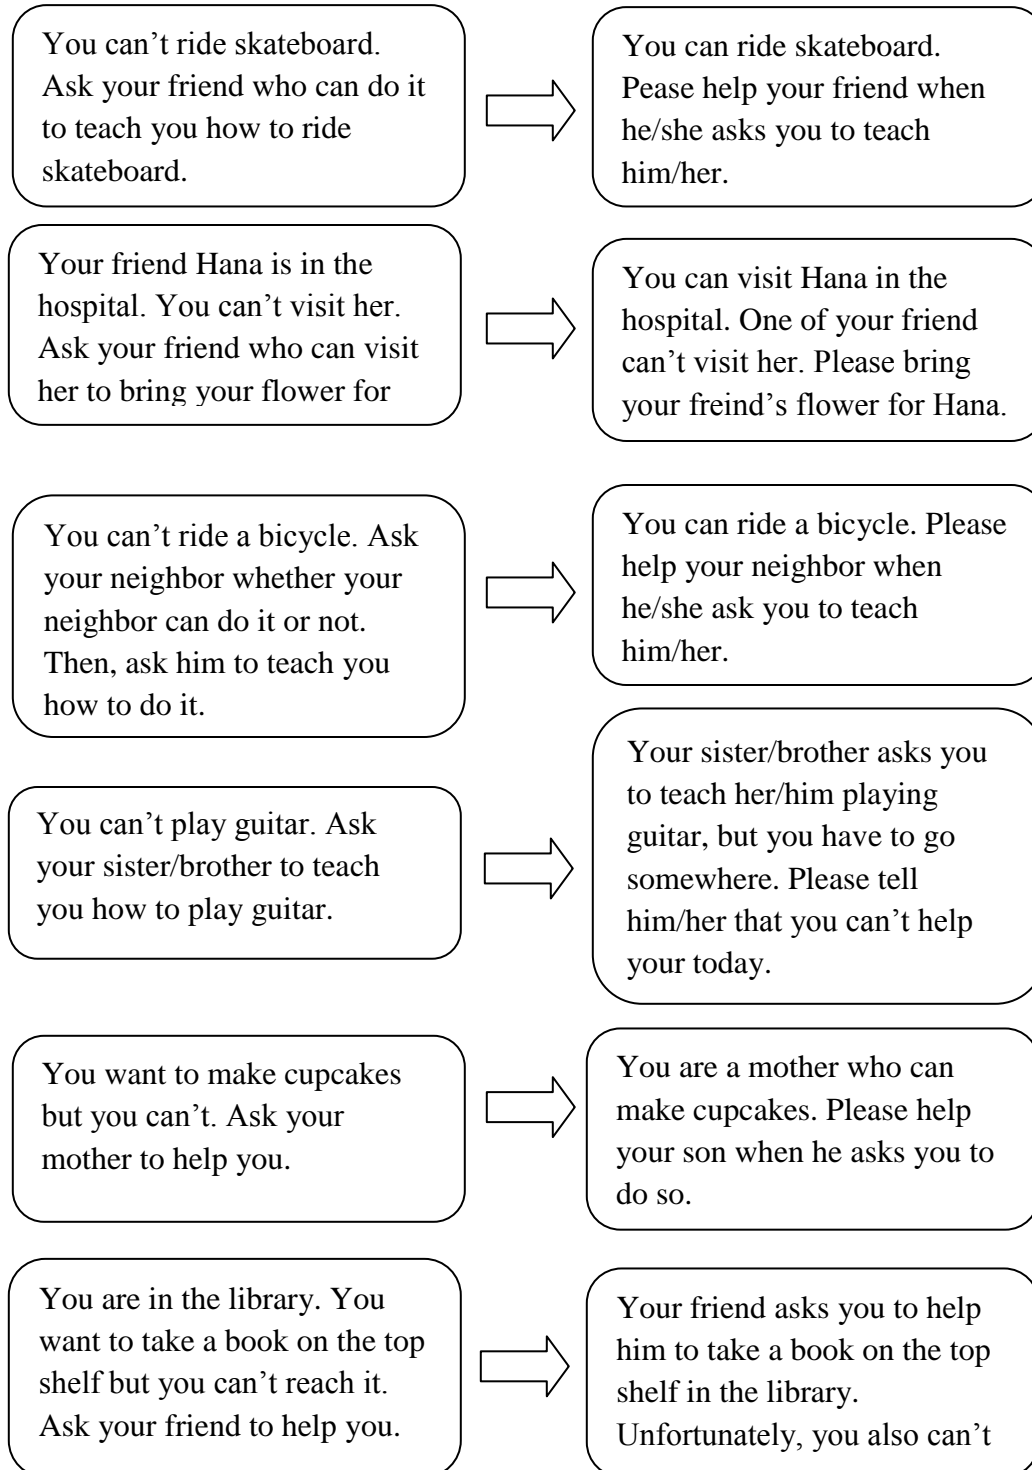 You can’t ride skateboard.
Ask your friend who can do it
to teach you how to ride
skateboard.
You can ride skateboard.
Pease help your friend when
he/she asks you to teach
him/her.
Your friend Hana is in the
hospital. You can’t visit her.
Ask your friend who can visit
her to bring your flower for
You can visit Hana in the
hospital. One of your friend
can’t visit her. Please bring
your freind’s flower for Hana.
You can’t ride a bicycle. Ask
your neighbor whether your
neighbor can do it or not.
Then, ask him to teach you
how to do it.
You can ride a bicycle. Please
help your neighbor when
he/she ask you to teach
him/her.
You can’t play guitar. Ask
your sister/brother to teach
you how to play guitar.
Your sister/brother asks you
to teach her/him playing
guitar, but you have to go
somewhere. Please tell
him/her that you can’t help
your today.
You want to make cupcakes
but you can’t. Ask your
mother to help you.
You are a mother who can
make cupcakes. Please help
your son when he asks you to
do so.
You are in the library. You
want to take a book on the top
shelf but you can’t reach it.
Ask your friend to help you.
Your friend asks you to help
him to take a book on the top
shelf in the library.
Unfortunately, you also can’t